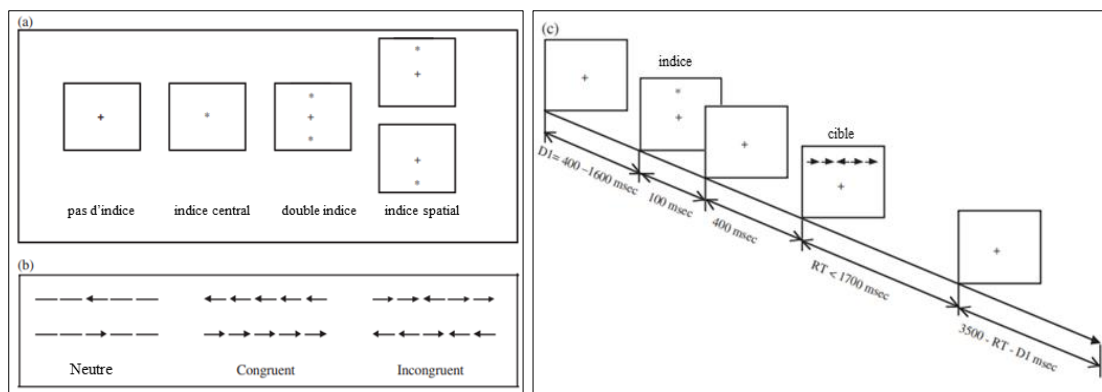 (a)
pas d'indice
indice central
double indice
indice spatial
(b)
Neutre
Congruent
Incongruent
(c)
indice
cible
D1= 400 –1600 msec
100 msec
400 msec
RT < 1700 msec
3500 - RT - D1 msec